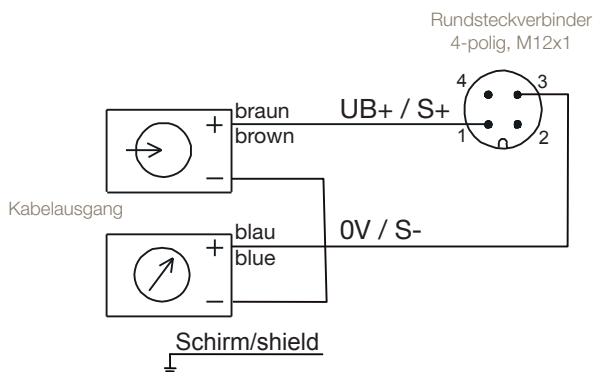 Rundsteckverbinder
4-polig, M12x1
4 3
braun UB+ / S+
+
brown 1 2
–
Kabelausgang
blau 0V / S-
+
blue
–
Schirm/shield